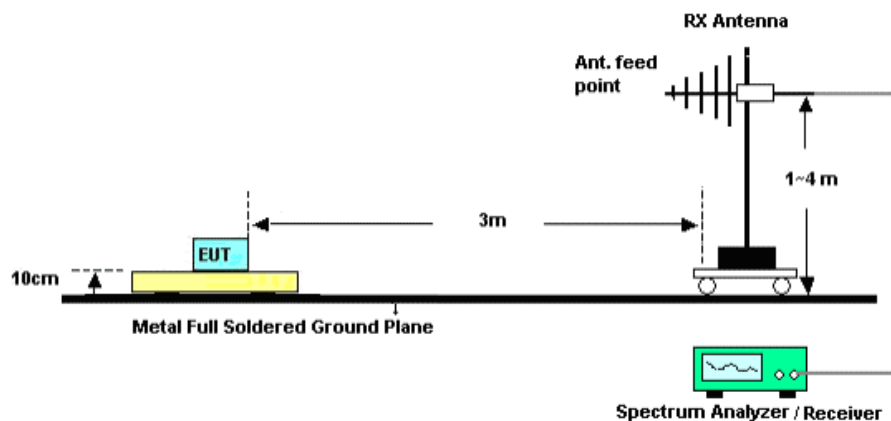 RX Antenna
Ant. feed
point
1~4 m
3m
EUT
10cm
Metal Full Soldered Ground Plane
Spectrum Analyzer / Receiver